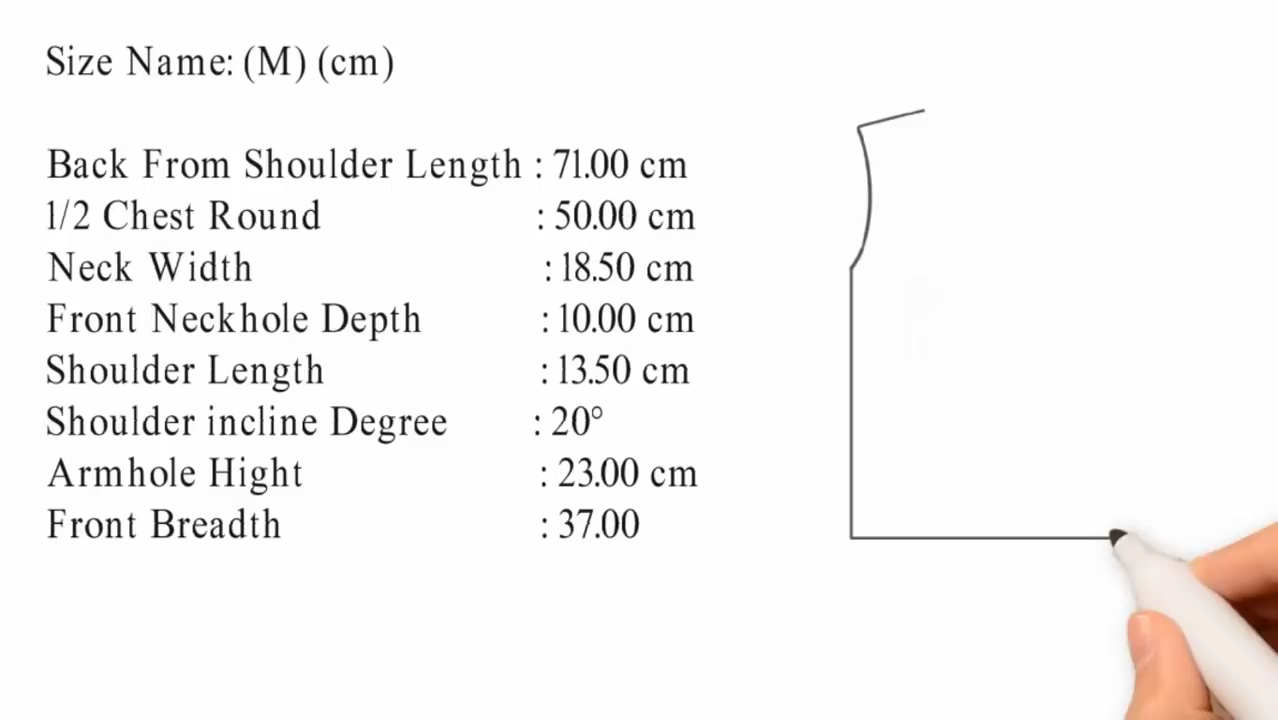 Size Name: (M) (cm)
Back From Shoulder Length : 71.00 cm
1/2 Chest Round : 50.00 cm
Neck Width : 18.50 cm
Front Neckhole Depth : 10.00 cm
Shoulder Length : 13.50 cm
Shoulder incline Degree : 20°
Armhole Hight : 23.00 cm
Front Breadth : 37.00